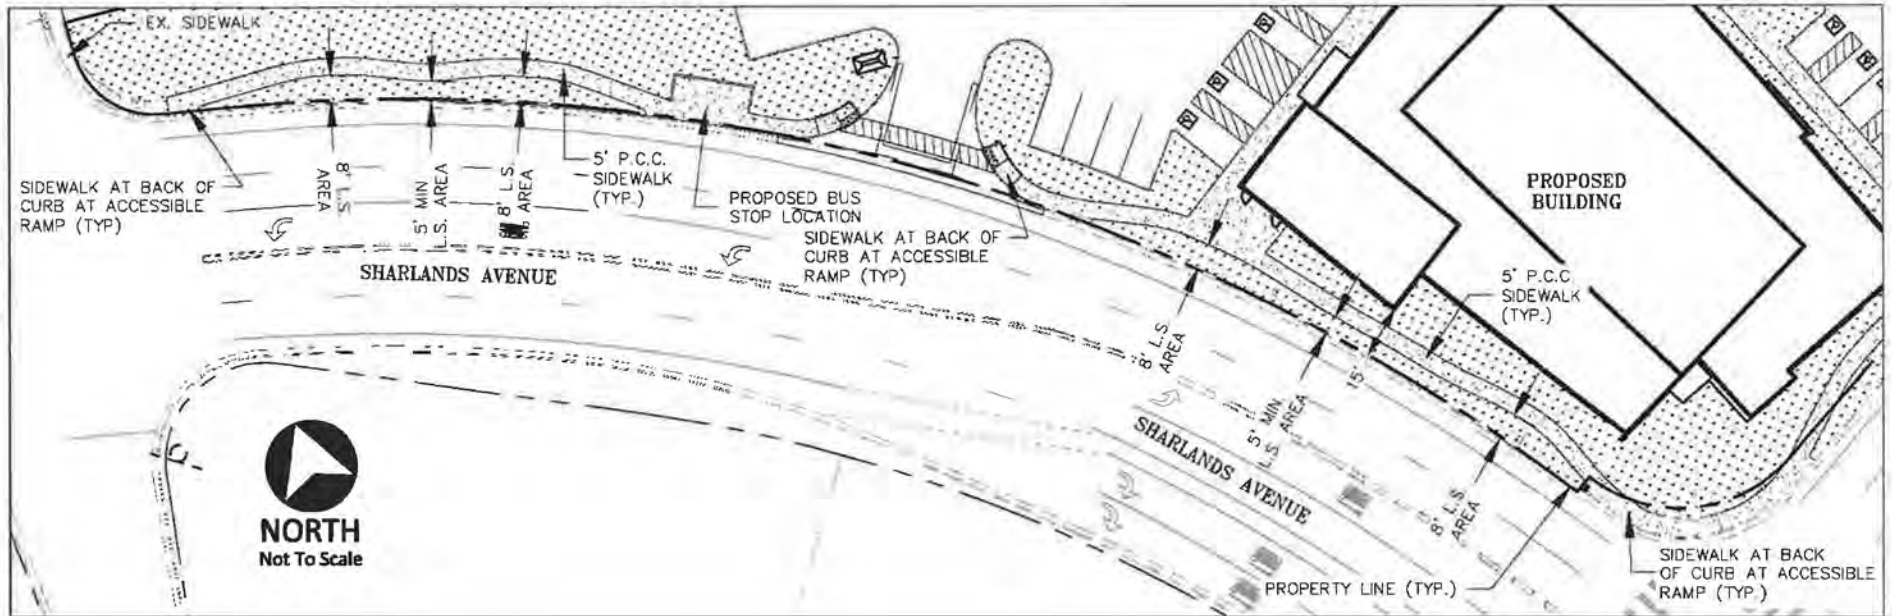 EX. SIDEWALK
SIDEWALK AT BACK OF
CURB AT ACCESSIBLE
RAMP (TYP)
8' L.S
AREA
5' MIN
L.S. AREA
8' L.S.
AREA
5' P.C.C.
SIDEWALK
(TYP.)
PROPOSED BUS
STOP LOCATION
SIDEWALK AT BACK OF
CURB AT ACCESSIBLE
RAMP (TYP)
SHARLANDS AVENUE
PROPOSED
BUILDING
5' P.C.C.
SIDEWALK
(TYP.)
8' L.S
AREA
5' MIN.
L.S. AREA
15'
8' L.S
AREA
SHARLANDS AVENUE
NORTH
Not To Scale
PROPERTY LINE (TYP.)
SIDEWALK AT BACK
OF CURB AT ACCESSIBLE
RAMP (TYP.)